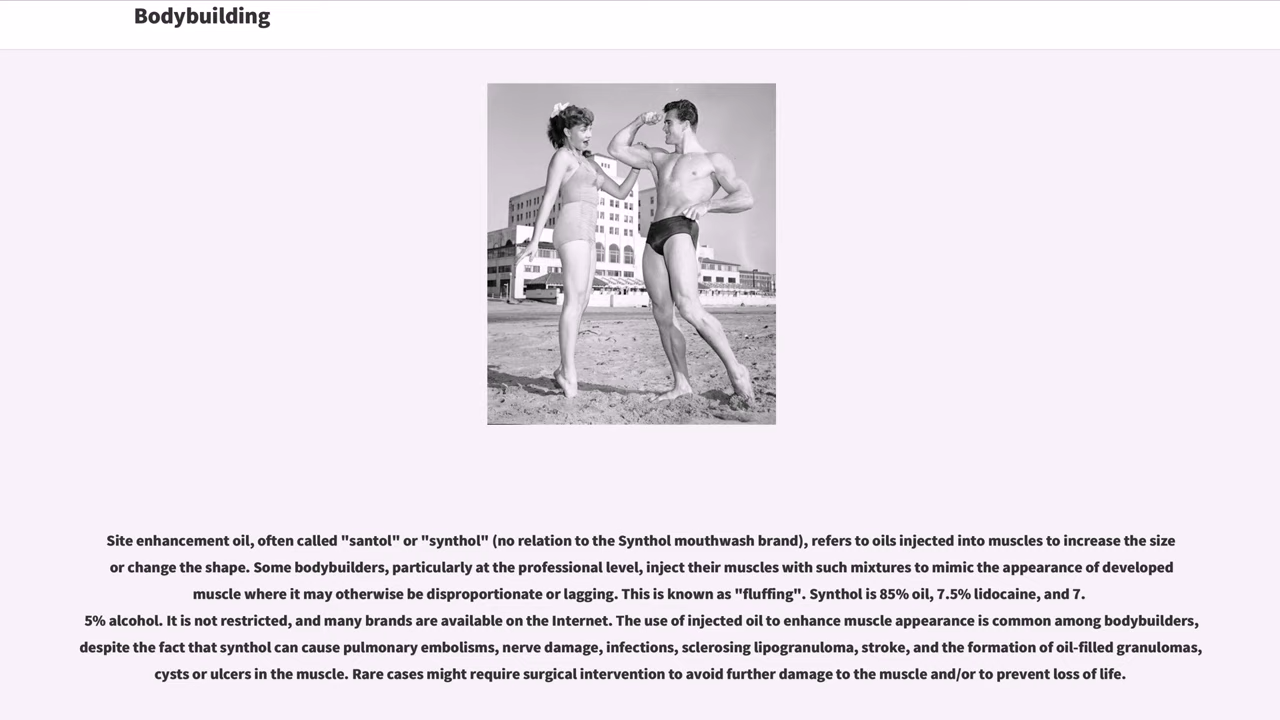 Bodybuilding
Site enhancement oil, often called "santol" or "synthol" (no relation to the Synthol mouthwash brand), refers to oils injected into muscles to increase the size
or change the shape. Some bodybuilders, particularly at the professional level, inject their muscles with such mixtures to mimic the appearance of developed
muscle where it may otherwise be disproportionate or lagging. This is known as "fluffing". Synthol is 85% oil, 7.5% lidocaine, and 7.
5% alcohol. It is not restricted, and many brands are available on the Internet. The use of injected oil to enhance muscle appearance is common among bodybuilders,
despite the fact that synthol can cause pulmonary embolisms, nerve damage, infections, sclerosing lipogranuloma, stroke, and the formation of oil-filled granulomas,
cysts or ulcers in the muscle. Rare cases might require surgical intervention to avoid further damage to the muscle and/or to prevent loss of life.